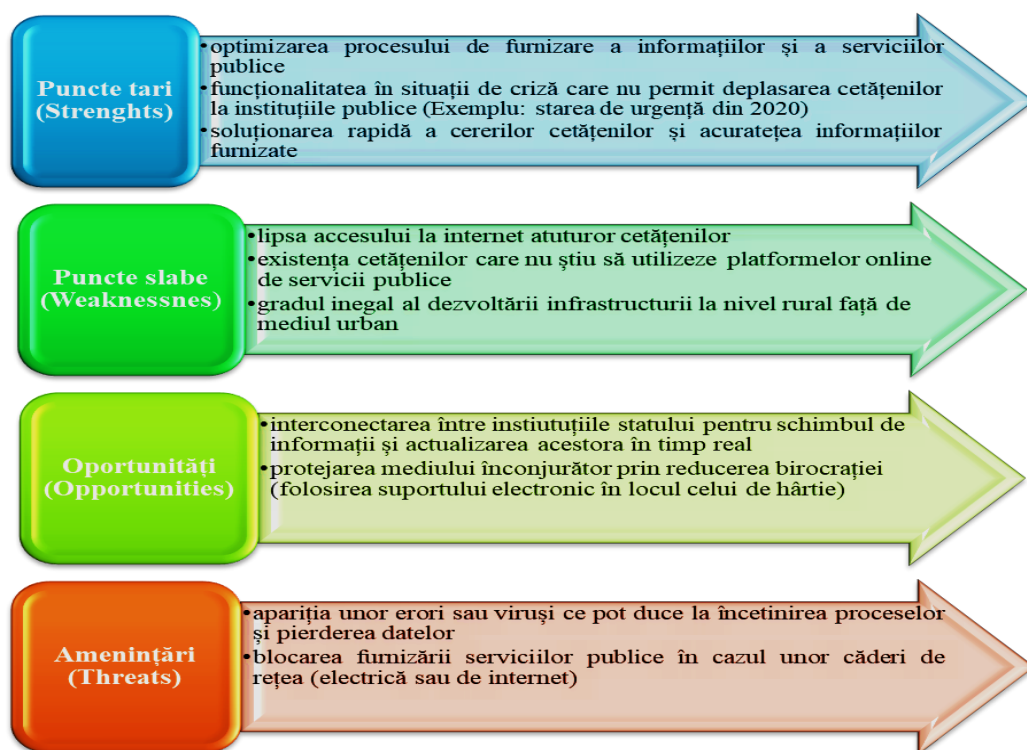 Puncte tari
(Strenghts)
•optimizarea procesului de furnizare a informațiilor și a serviciilor
publice
•funcționalitatea în situații de criză care nu permit deplasarea cetățenilor
la instituțiile publice (Exemplu: starea de urgență din 2020)
•soluționarea rapidă a cererilor cetățenilor și acuratețea informațiilor
furnizate
Puncte slabe
(Weaknessnes)
•lipsa accesului la internet atuturor cetățenilor
•existența cetățenilor care nu știu să utilizeze platformelor online
de servicii publice
•gradul inegal al dezvoltării infrastructurii la nivel rural față de
mediul urban
Oportunități
(Opportunities)
•interconectarea între instiutuțiile statului pentru schimbul de
informații și actualizarea acestora în timp real
•protejarea mediului înconjurător prin reducerea birocrației
(folosirea suportului electronic în locul celui de hârtie)
Amenințări
(Threats)
•apariția unor erori sau viruși ce pot duce la încetinirea proceselor
și pierderea datelor
•blocarea furnizării serviciilor publice în cazul unor căderi de
rețea (electrică sau de internet)